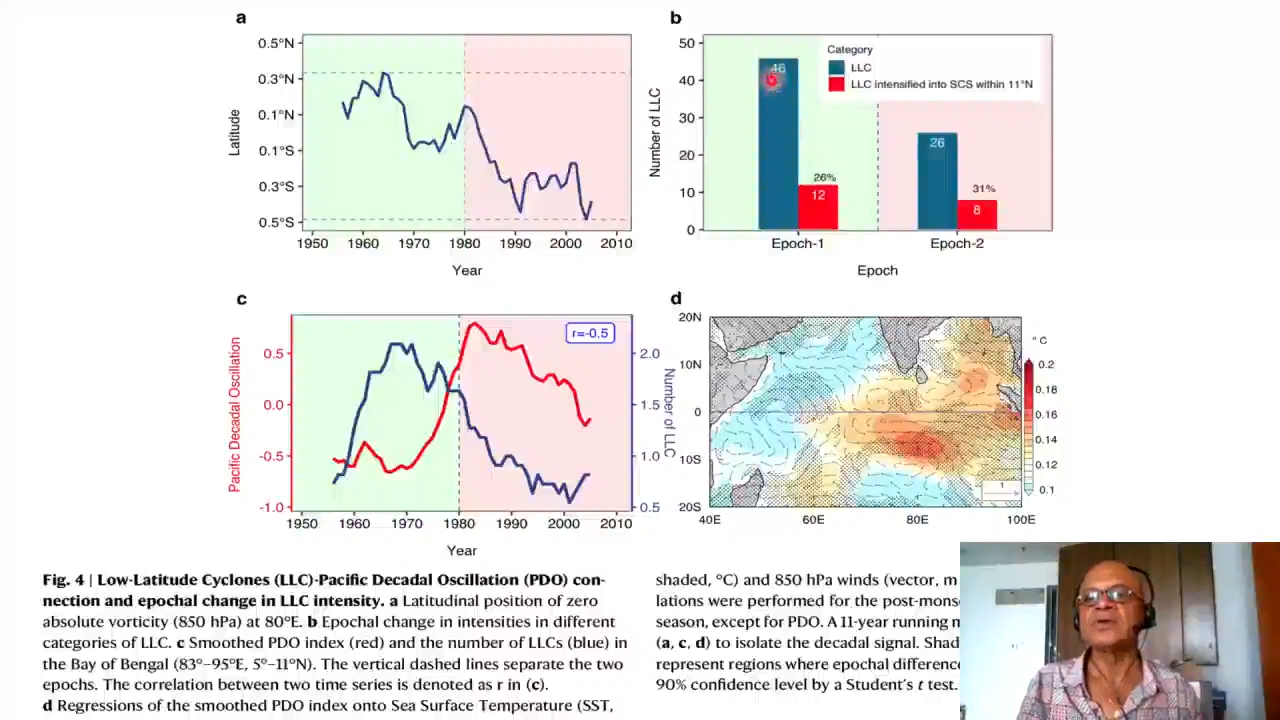 a
0.5°N
0.3°N
0.1°N
0.1°S
0.3°S
0.5°S
Latitude
1950 1960 1970 1980 1990 2000 2010
Year
b
50
40
30
20
10
0
Number of LLC
Category
LLC
LLC intensified into SCS within 11°N
46
26%
12
26
31%
8
Epoch-1 Epoch-2
Epoch
c
0.5
0.0
-0.5
-1.0
Pacific Decadal Oscillation
r=-0.5
2.0
1.5
1.0
0.5
Number of LLC
1950 1960 1970 1980 1990 2000 2010
Year
d
20N
10N
0
10S
20S
40E 60E 80E 100E
1
° C
0.2
0.18
0.16
0.14
0.12
0.1
Fig. 4 | Low-Latitude Cyclones (LLC)-Pacific Decadal Oscillation (PDO) con-
nection and epochal change in LLC intensity. a Latitudinal position of zero
absolute vorticity (850 hPa) at 80°E. b Epochal change in intensities in different
categories of LLC. c Smoothed PDO index (red) and the number of LLCs (blue) in
the Bay of Bengal (83°–95°E, 5°–11°N). The vertical dashed lines separate the two
epochs. The correlation between two time series is denoted as r in (c).
d Regressions of the smoothed PDO index onto Sea Surface Temperature (SST,
shaded, °C) and 850 hPa winds (vector, m
lations were performed for the post-mons
season, except for PDO. A 11-year running
(a, c, d) to isolate the decadal signal. Shad
represent regions where epochal difference
90% confidence level by a Student's t test.